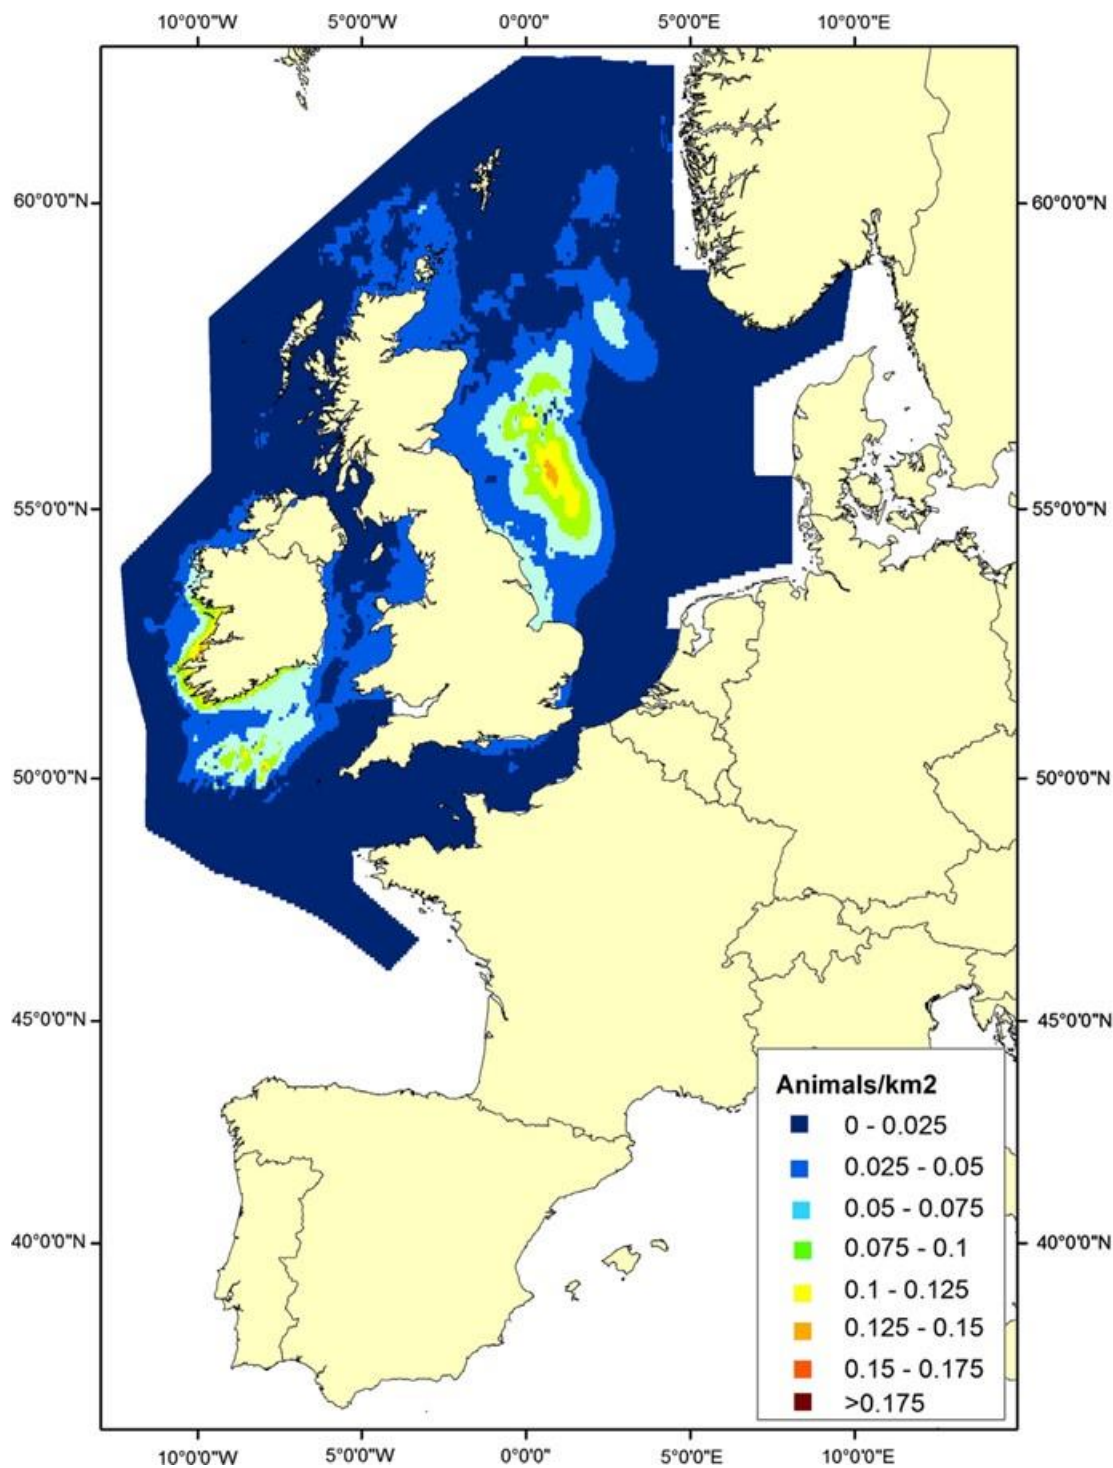 10°0'0"W 5°0'0"W 0°0'0" 5°0'0"E 10°0'0"E
60°0'0"N 60°0'0"N
55°0'0"N 55°0'0"N
50°0'0"N 50°0'0"N
45°0'0"N 45°0'0"N
40°0'0"N 40°0'0"N
Animals/km2
0 - 0.025
0.025 - 0.05
0.05 - 0.075
0.075 - 0.1
0.1 - 0.125
0.125 - 0.15
0.15 - 0.175
>0.175
10°0'0"W 5°0'0"W 0°0'0" 5°0'0"E 10°0'0"E